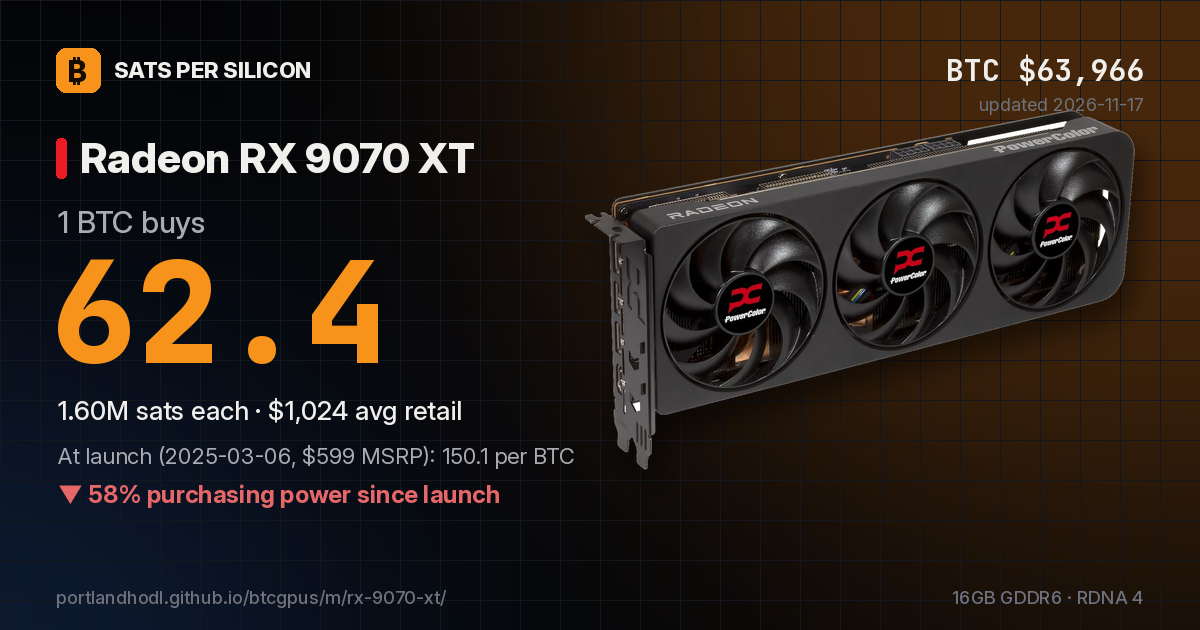 SATS PER SILICON
BTC $63,966
updated 2026-11-17
Radeon RX 9070 XT
1 BTC buys
62.4
1.60M sats each · $1,024 avg retail
At launch (2025-03-06, $599 MSRP): 150.1 per BTC
▼ 58% purchasing power since launch
RADEON
PowerColor
PowerColor
PowerColor
PowerColor
portlandhodl.github.io/btcgpus/m/rx-9070-xt/
16GB GDDR6 · RDNA 4